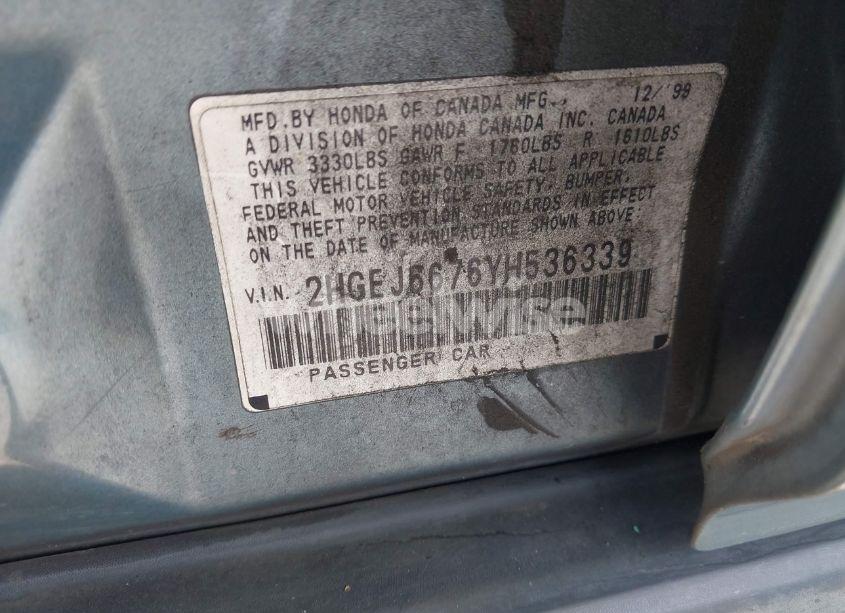 MFD.BY HONDA OF CANADA MFG., 12/99
A DIVISION OF HONDA CANADA INC. CANADA
GVWR 3330LBS GAWR F 1760LBS R 1610LBS
THIS VEHICLE CONFORMS TO ALL APPLICABLE
FEDERAL MOTOR VEHICLE SAFETY, BUMPER,
AND THEFT PREVENTION STANDARDS IN EFFECT
ON THE DATE OF MANUFACTURE SHOWN ABOVE.
V.I.N. 2HGEJ6676YH536339
PASSENGER CAR